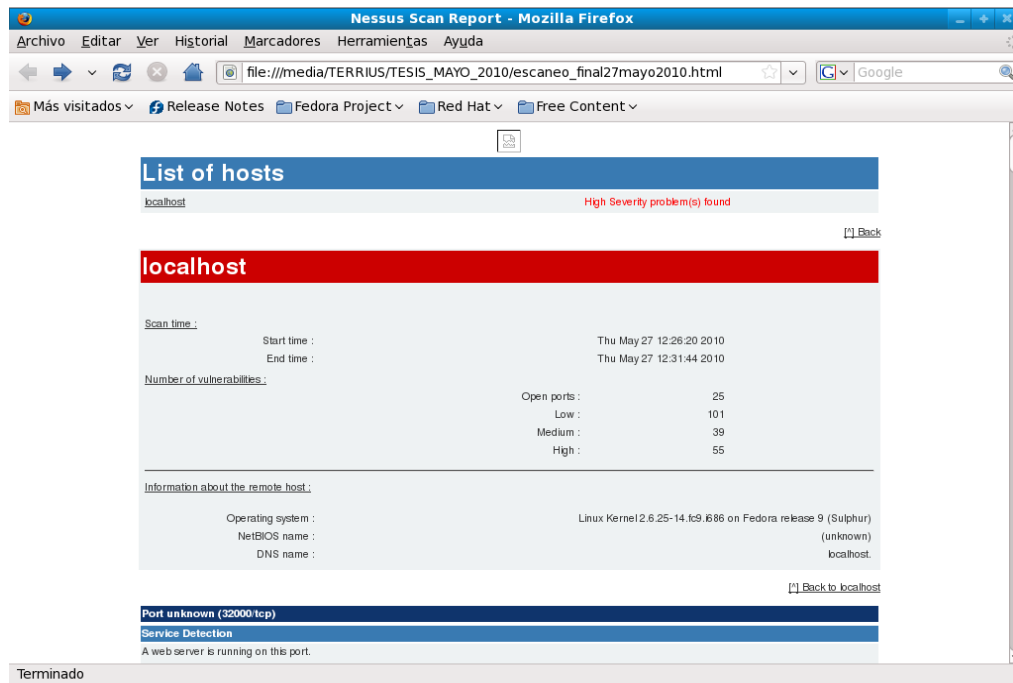 Nessus Scan Report - Mozilla Firefox
Archivo Editar Ver Historial Marcadores Herramientas Ayuda
file:///media/TERRIUS/TESIS_MAYO_2010/escaneo_final27mayo2010.html
Google
Más visitados Release Notes Fedora Project Red Hat Free Content
List of hosts
localhost High Severity problem(s) found
[^] Back
localhost
Scan time :
Start time : Thu May 27 12:26:20 2010
End time : Thu May 27 12:31:44 2010
Number of vulnerabilities :
Open ports : 25
Low : 101
Medium : 39
High : 55
Information about the remote host :
Operating system : Linux Kernel 2.6.25-14.fc9.i686 on Fedora release 9 (Sulphur)
NetBIOS name : (unknown)
DNS name : localhost.
[^] Back to localhost
Port unknown (32000/tcp)
Service Detection
A web server is running on this port.
Terminado